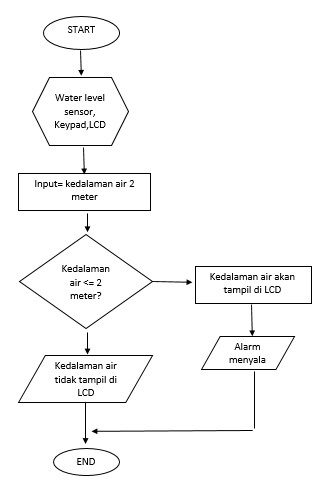 START
Water level
sensor,
Keypad,LCD
Input= kedalaman air 2
meter
Kedalaman
air <= 2
meter?
Kedalaman air akan
tampil di LCD
Alarm
menyala
Kedalaman air
tidak tampil di
LCD
END